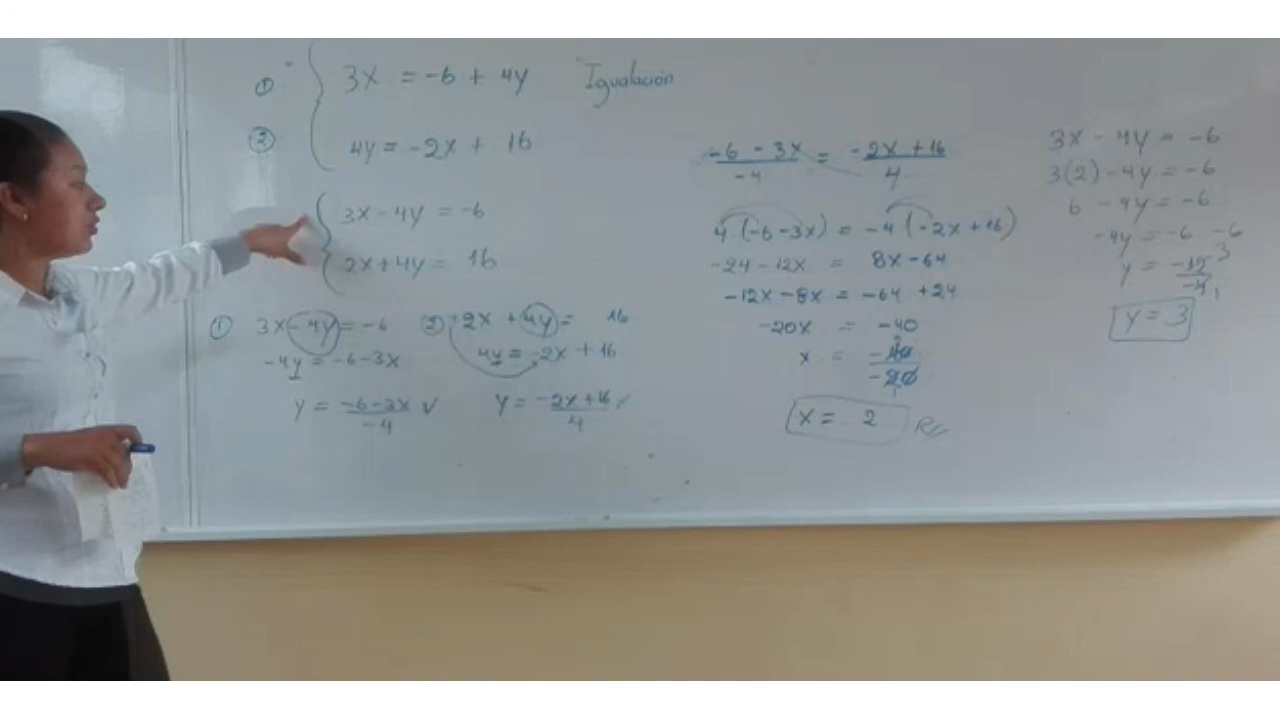 ① 3x = -6 + 4y "Igualación
② 4y = -2x + 16
3x - 4y = -6
2x + 4y = 16
① 3x - 4y = -6
-4y = -6 - 3x
y = (-6 - 3x)/-4 ✓
② 2x + 4y = 16
4y = -2x + 16
y = (-2x + 16)/4 ✓
(-6 - 3x)/-4 = (-2x + 16)/4
4(-6 - 3x) = -4(-2x + 16)
-24 - 12x = 8x - 64
-12x - 8x = -64 + 24
-20x = -40
x = -40/-20
x = 2
3x - 4y = -6
3(2) - 4y = -6
6 - 4y = -6
-4y = -6 - 6
y = -12/-4 3 1
y = 3